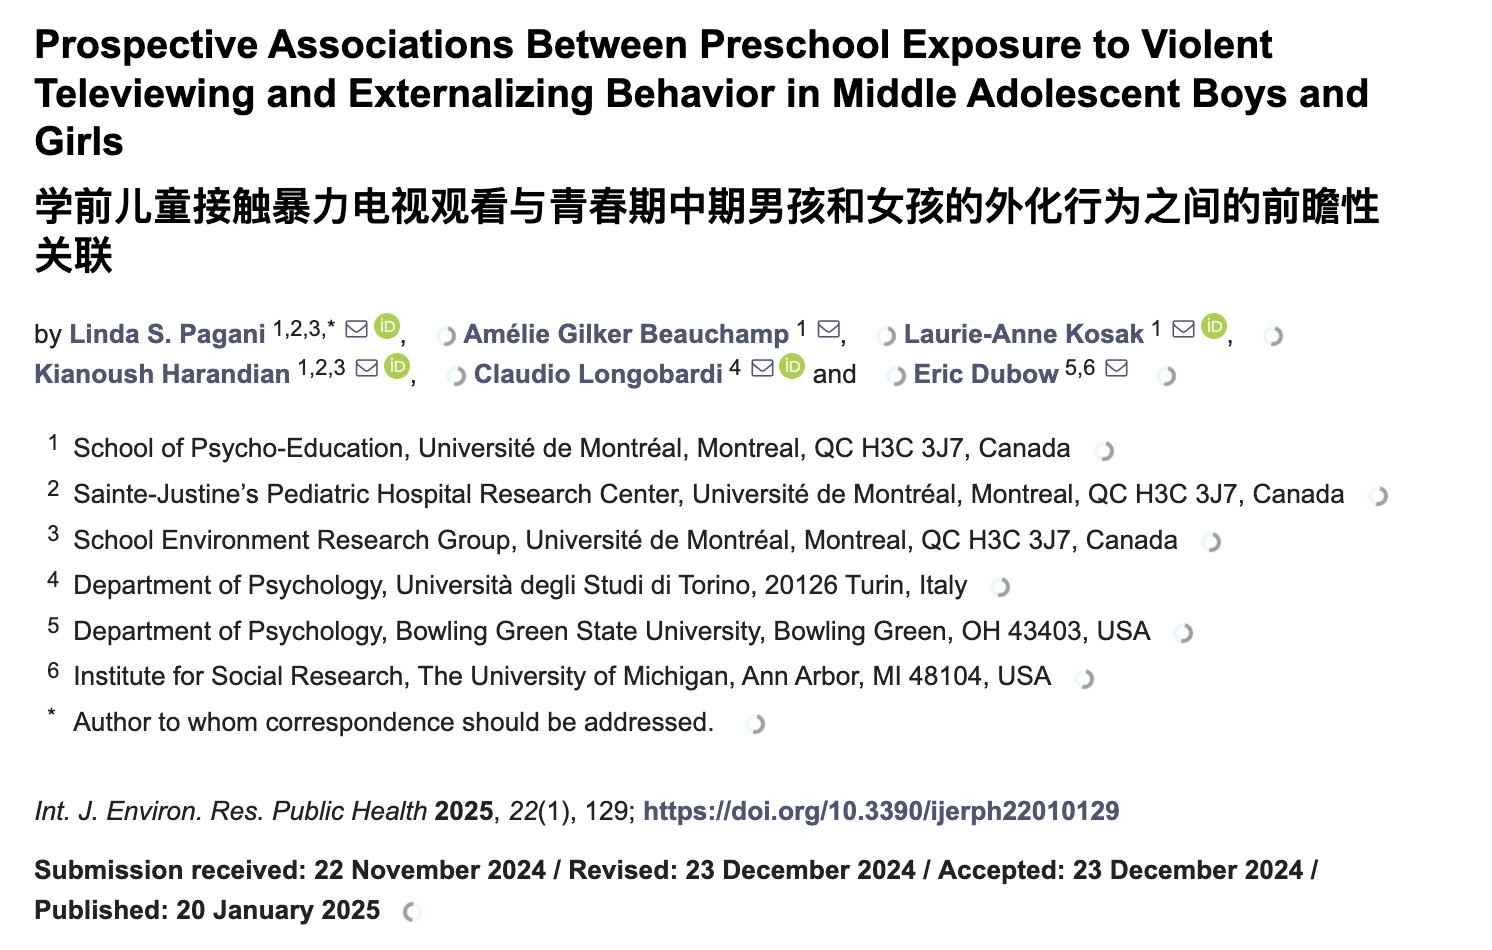 Prospective Associations Between Preschool Exposure to Violent
Televiewing and Externalizing Behavior in Middle Adolescent Boys and
Girls
学前儿童接触暴力电视观看与青春期中期男孩和女孩的外化行为之间的前瞻性
关联
by Linda S. Pagani 1,2,3,* iD, Amélie Gilker Beauchamp 1, Laurie-Anne Kosak 1 iD,
Kianoush Harandian 1,2,3 iD, Claudio Longobardi 4 iD and Eric Dubow 5,6
1 School of Psycho-Education, Université de Montréal, Montreal, QC H3C 3J7, Canada
2 Sainte-Justine’s Pediatric Hospital Research Center, Université de Montréal, Montreal, QC H3C 3J7, Canada
3 School Environment Research Group, Université de Montréal, Montreal, QC H3C 3J7, Canada
4 Department of Psychology, Università degli Studi di Torino, 20126 Turin, Italy
5 Department of Psychology, Bowling Green State University, Bowling Green, OH 43403, USA
6 Institute for Social Research, The University of Michigan, Ann Arbor, MI 48104, USA
* Author to whom correspondence should be addressed.
Int. J. Environ. Res. Public Health 2025, 22(1), 129; https://doi.org/10.3390/ijerph22010129
Submission received: 22 November 2024 / Revised: 23 December 2024 / Accepted: 23 December 2024 /
Published: 20 January 2025